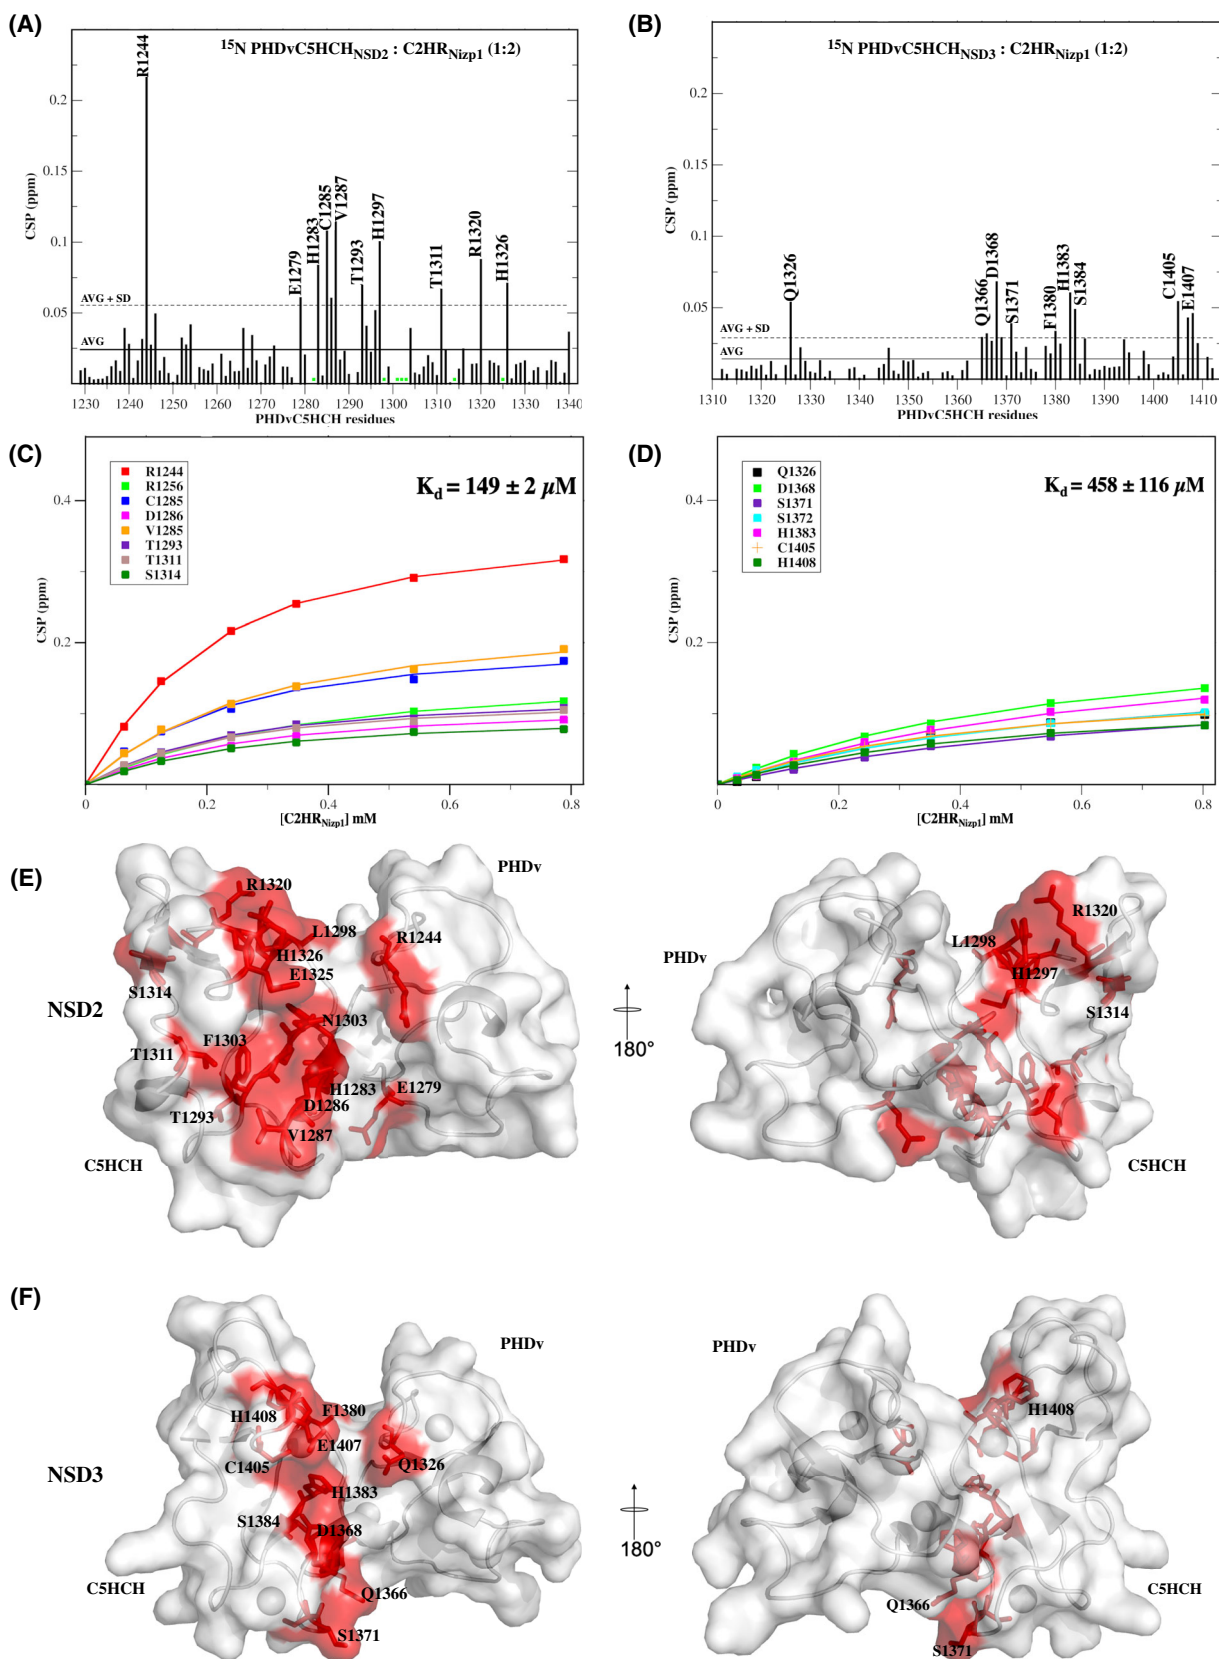 (A)
15N PHDvC5HCHNSD2 : C2HRNizp1 (1:2)
CSP (ppm)
0.2
0.15
0.1
0.05
AVG + SD
AVG
R1244
E1279
H1283
C1285
V1287
T1293
H1297
T1311
R1320
H1326
1230 1240 1250 1260 1270 1280 1290 1300 1310 1320 1330 1340
PHDvC5HCH residues
(B)
15N PHDvC5HCHNSD3 : C2HRNizp1 (1:2)
CSP (ppm)
0.2
0.15
0.1
0.05
AVG + SD
AVG
Q1326
Q1366
D1368
S1371
F1380
H1383
S1384
C1405
E1407
1310 1320 1330 1340 1350 1360 1370 1380 1390 1400 1410
PHDvC5HCH residues
(C)
R1244
R1256
C1285
D1286
V1285
T1293
T1311
S1314
Kd = 149 ± 2 μM
CSP (ppm)
0.4
0.2
0 0.2 0.4 0.6 0.8
[C2HRNizp1] mM
(D)
Q1326
D1368
S1371
S1372
H1383
C1405
H1408
Kd = 458 ± 116 μM
CSP (ppm)
0.4
0.2
0 0.2 0.4 0.6 0.8
[C2HRNizp1] mM
(E)
NSD2
PHDv
R1320
L1298
R1244
H1326
E1325
S1314
N1303
F1303
T1311
H1283
E1279
D1286
T1293
V1287
C5HCH
180°
PHDv
R1320
L1298
H1297
S1314
C5HCH
(F)
NSD3
PHDv
H1408
F1380
E1407
C1405
Q1326
H1383
S1384
D1368
C5HCH
Q1366
S1371
180°
PHDv
H1408
Q1366
C5HCH
S1371